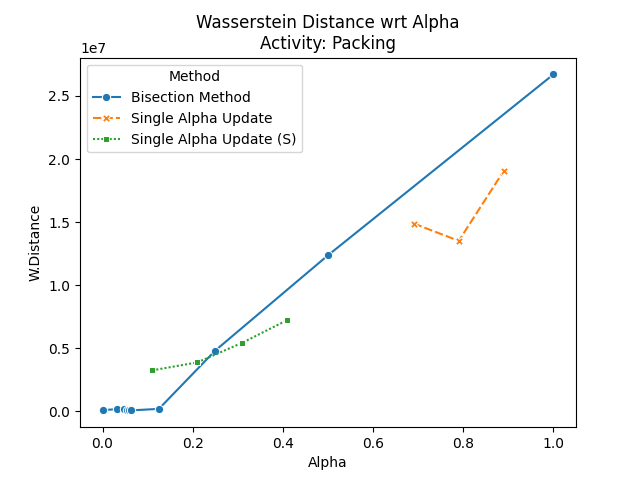 Wasserstein Distance wrt Alpha
Activity: Packing
1e7
Method
Bisection Method
Single Alpha Update
Single Alpha Update (S)
W.Distance
2.5
2.0
1.5
1.0
0.5
0.0
0.0 0.2 0.4 0.6 0.8 1.0
Alpha